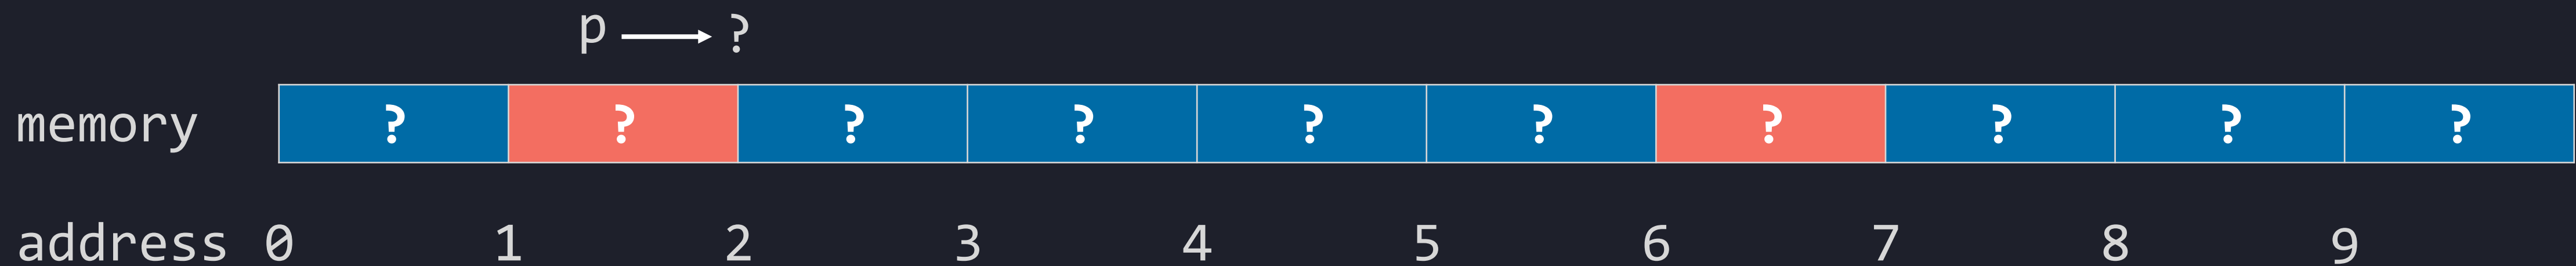 p ?
memory ? ? ? ? ? ? ? ? ? ?
address 0 1 2 3 4 5 6 7 8 9